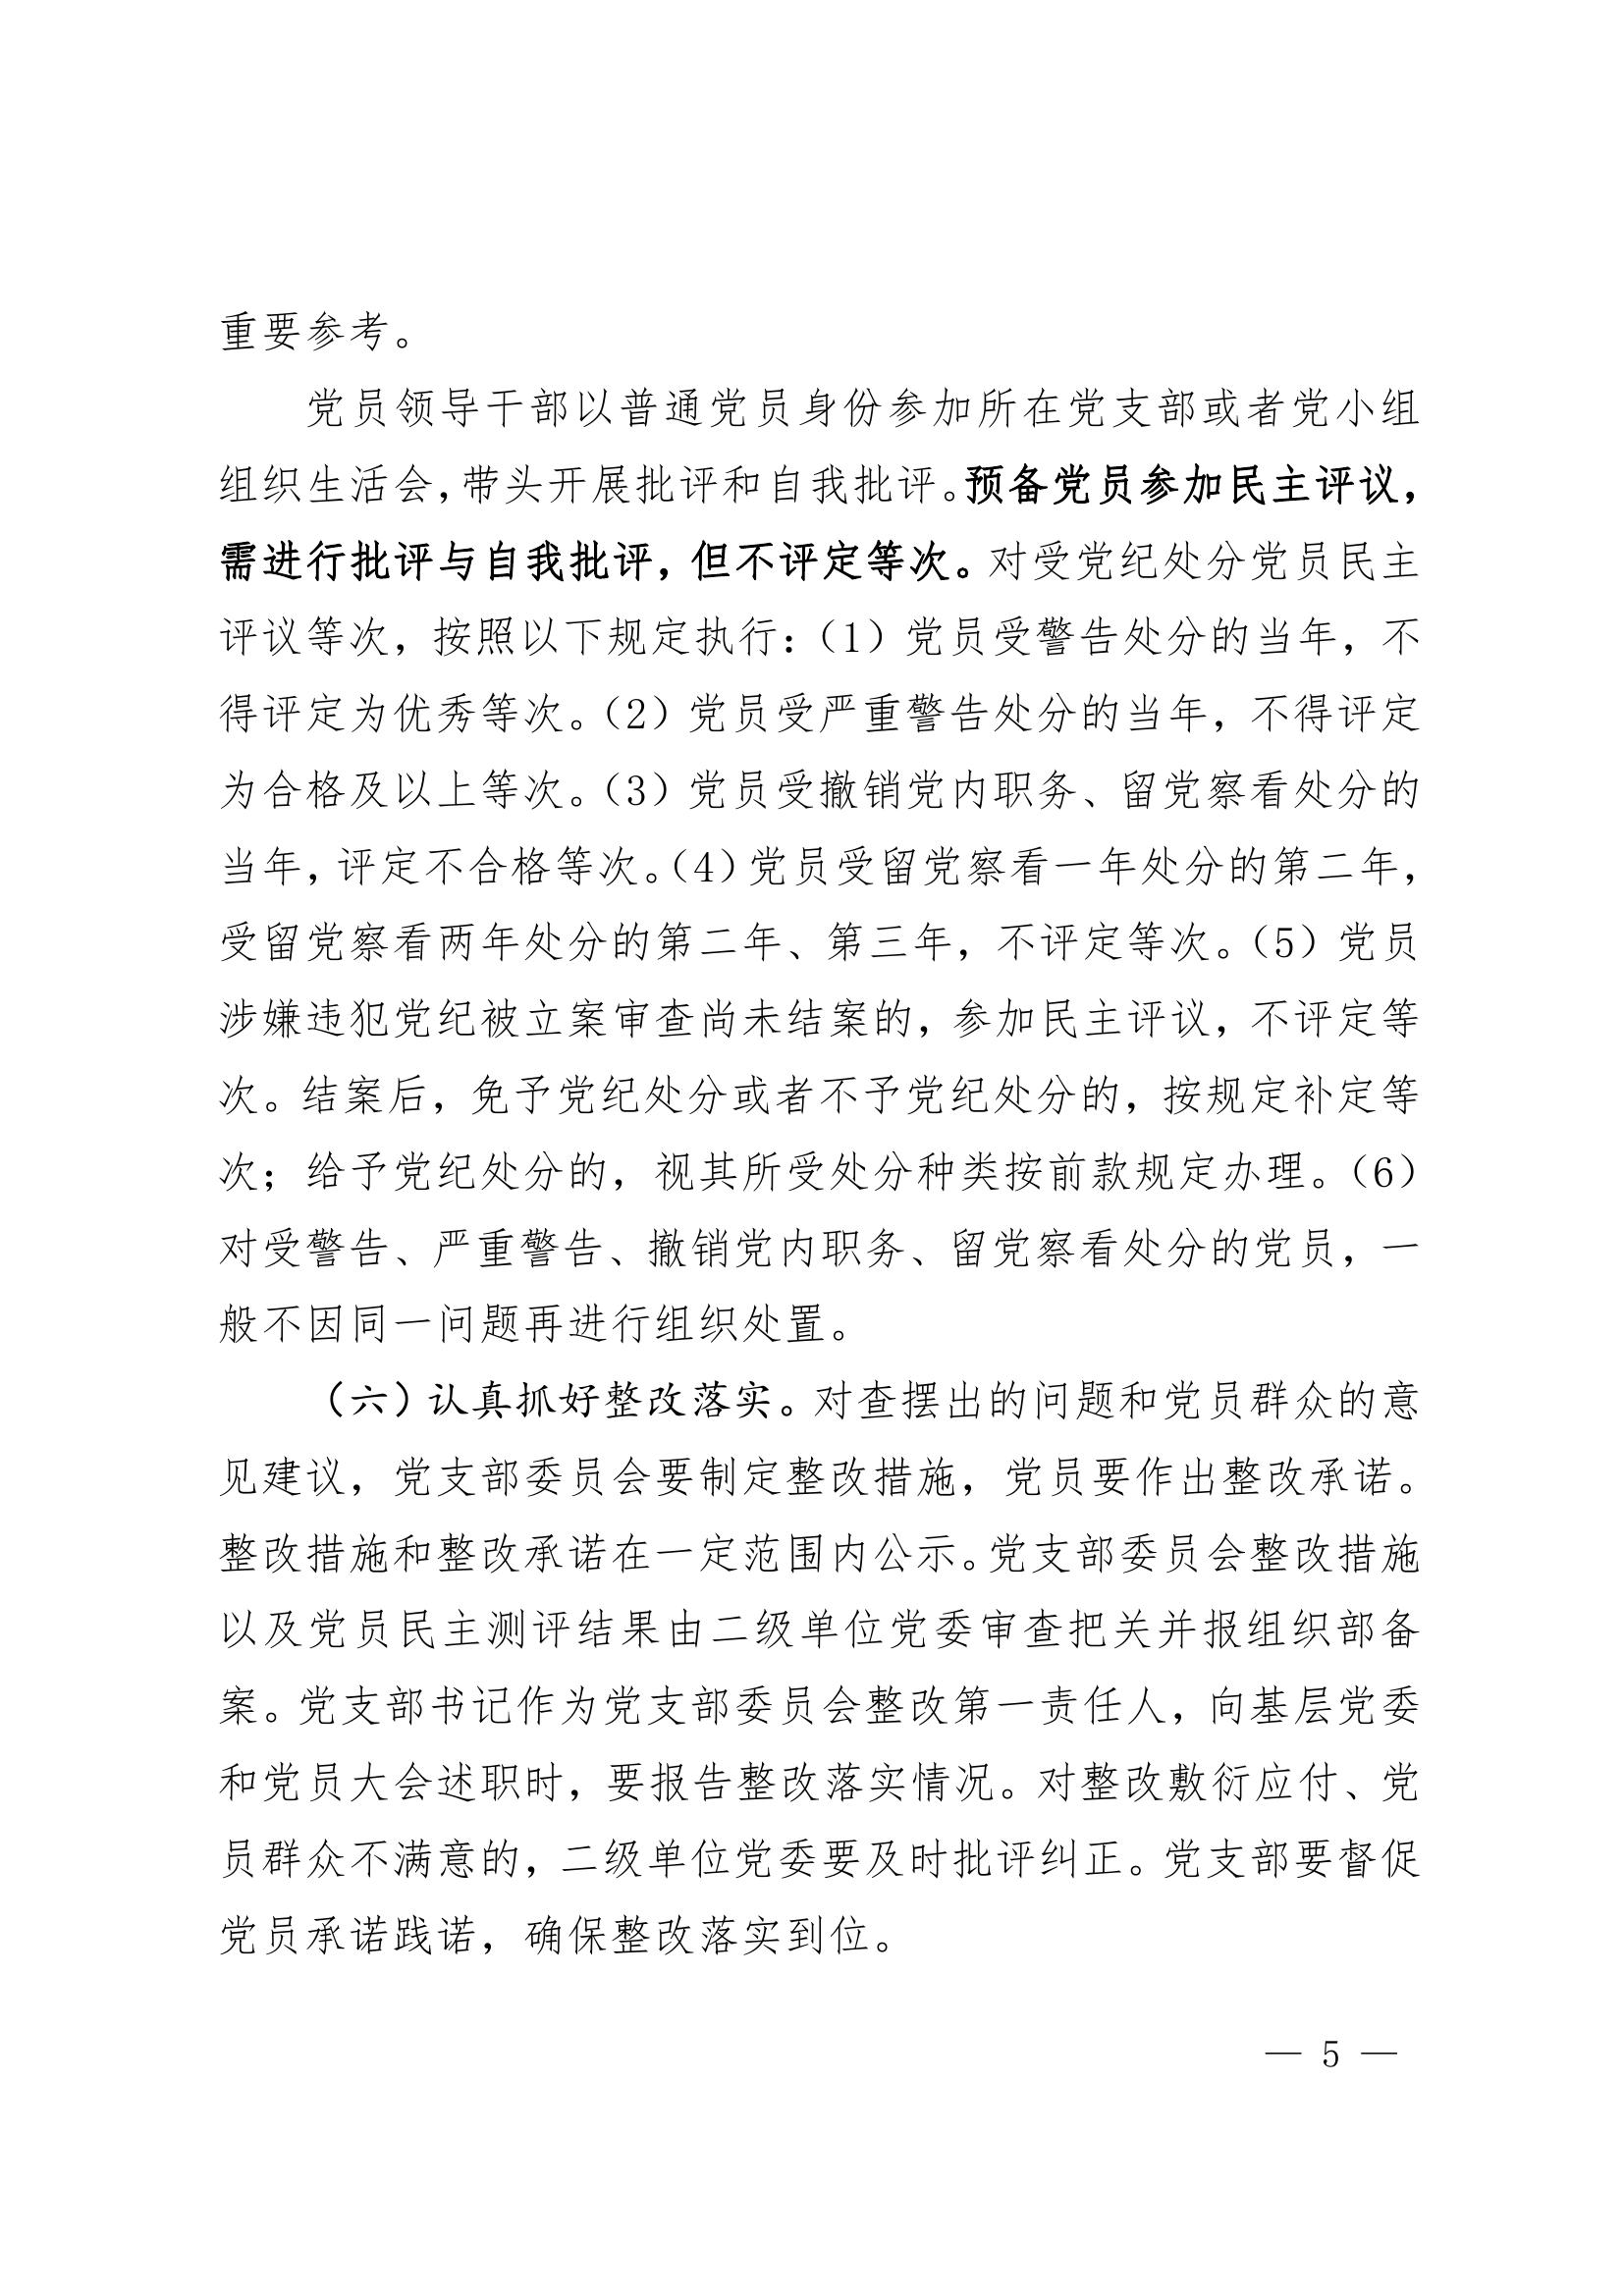 重要参考。
党员领导干部以普通党员身份参加所在党支部或者党小组
组织生活会，带头开展批评和自我批评。预备党员参加民主评议，
需进行批评与自我批评，但不评定等次。对受党纪处分党员民主
评议等次，按照以下规定执行：（1）党员受警告处分的当年，不
得评定为优秀等次。（2）党员受严重警告处分的当年，不得评定
为合格及以上等次。（3）党员受撤销党内职务、留党察看处分的
当年，评定不合格等次。（4）党员受留党察看一年处分的第二年，
受留党察看两年处分的第二年、第三年，不评定等次。（5）党员
涉嫌违犯党纪被立案审查尚未结案的，参加民主评议，不评定等
次。结案后，免予党纪处分或者不予党纪处分的，按规定补定等
次；给予党纪处分的，视其所受处分种类按前款规定办理。（6）
对受警告、严重警告、撤销党内职务、留党察看处分的党员，一
般不因同一问题再进行组织处置。
（六）认真抓好整改落实。对查摆出的问题和党员群众的意
见建议，党支部委员会要制定整改措施，党员要作出整改承诺。
整改措施和整改承诺在一定范围内公示。党支部委员会整改措施
以及党员民主测评结果由二级单位党委审查把关并报组织部备
案。党支部书记作为党支部委员会整改第一责任人，向基层党委
和党员大会述职时，要报告整改落实情况。对整改敷衍应付、党
员群众不满意的，二级单位党委要及时批评纠正。党支部要督促
党员承诺践诺，确保整改落实到位。
— 5 —